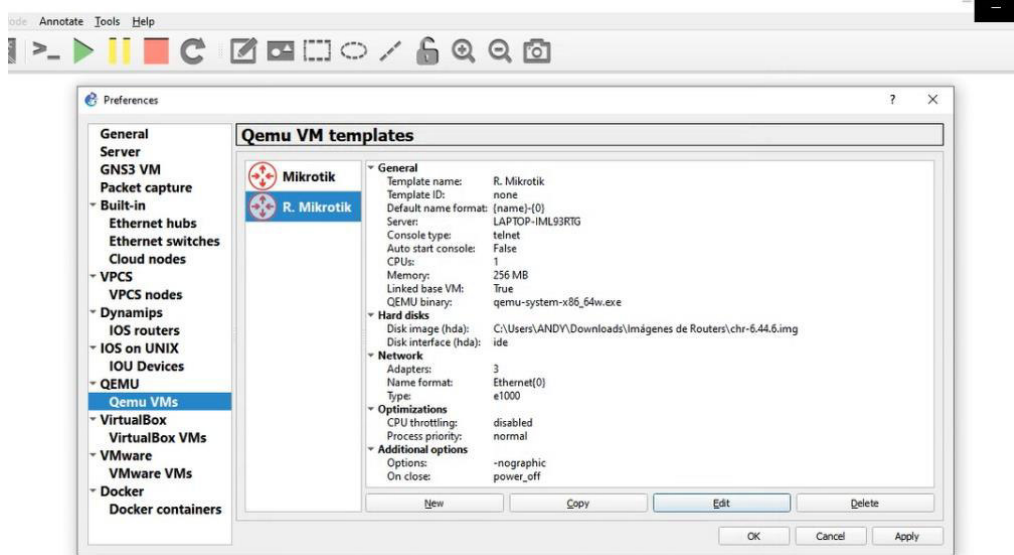 Annotate Tools Help
Preferences
General
Server
GNS3 VM
Packet capture
Built-in
Ethernet hubs
Ethernet switches
Cloud nodes
VPCS
VPCS nodes
Dynamips
IOS routers
IOS on UNIX
IOU Devices
QEMU
Qemu VMs
VirtualBox
VirtualBox VMs
VMware
VMware VMs
Docker
Docker containers
Qemu VM templates
Mikrotik
R. Mikrotik
General
Template name: R. Mikrotik
Template ID: none
Default name format: {name}-{0}
Server: LAPTOP-IML93RTG
Console type: telnet
Auto start console: False
CPUs: 1
Memory: 256 MB
Linked base VM: True
QEMU binary: qemu-system-x86_64w.exe
Hard disks
Disk image (hda): C:\Users\ANDY\Downloads\Imágenes de Routers\chr-6.44.6.img
Disk interface (hda): ide
Network
Adapters: 3
Name format: Ethernet{0}
Type: e1000
Optimizations
CPU throttling: disabled
Process priority: normal
Additional options
Options: -nographic
On close: power_off
New Copy Edit Delete
OK Cancel Apply